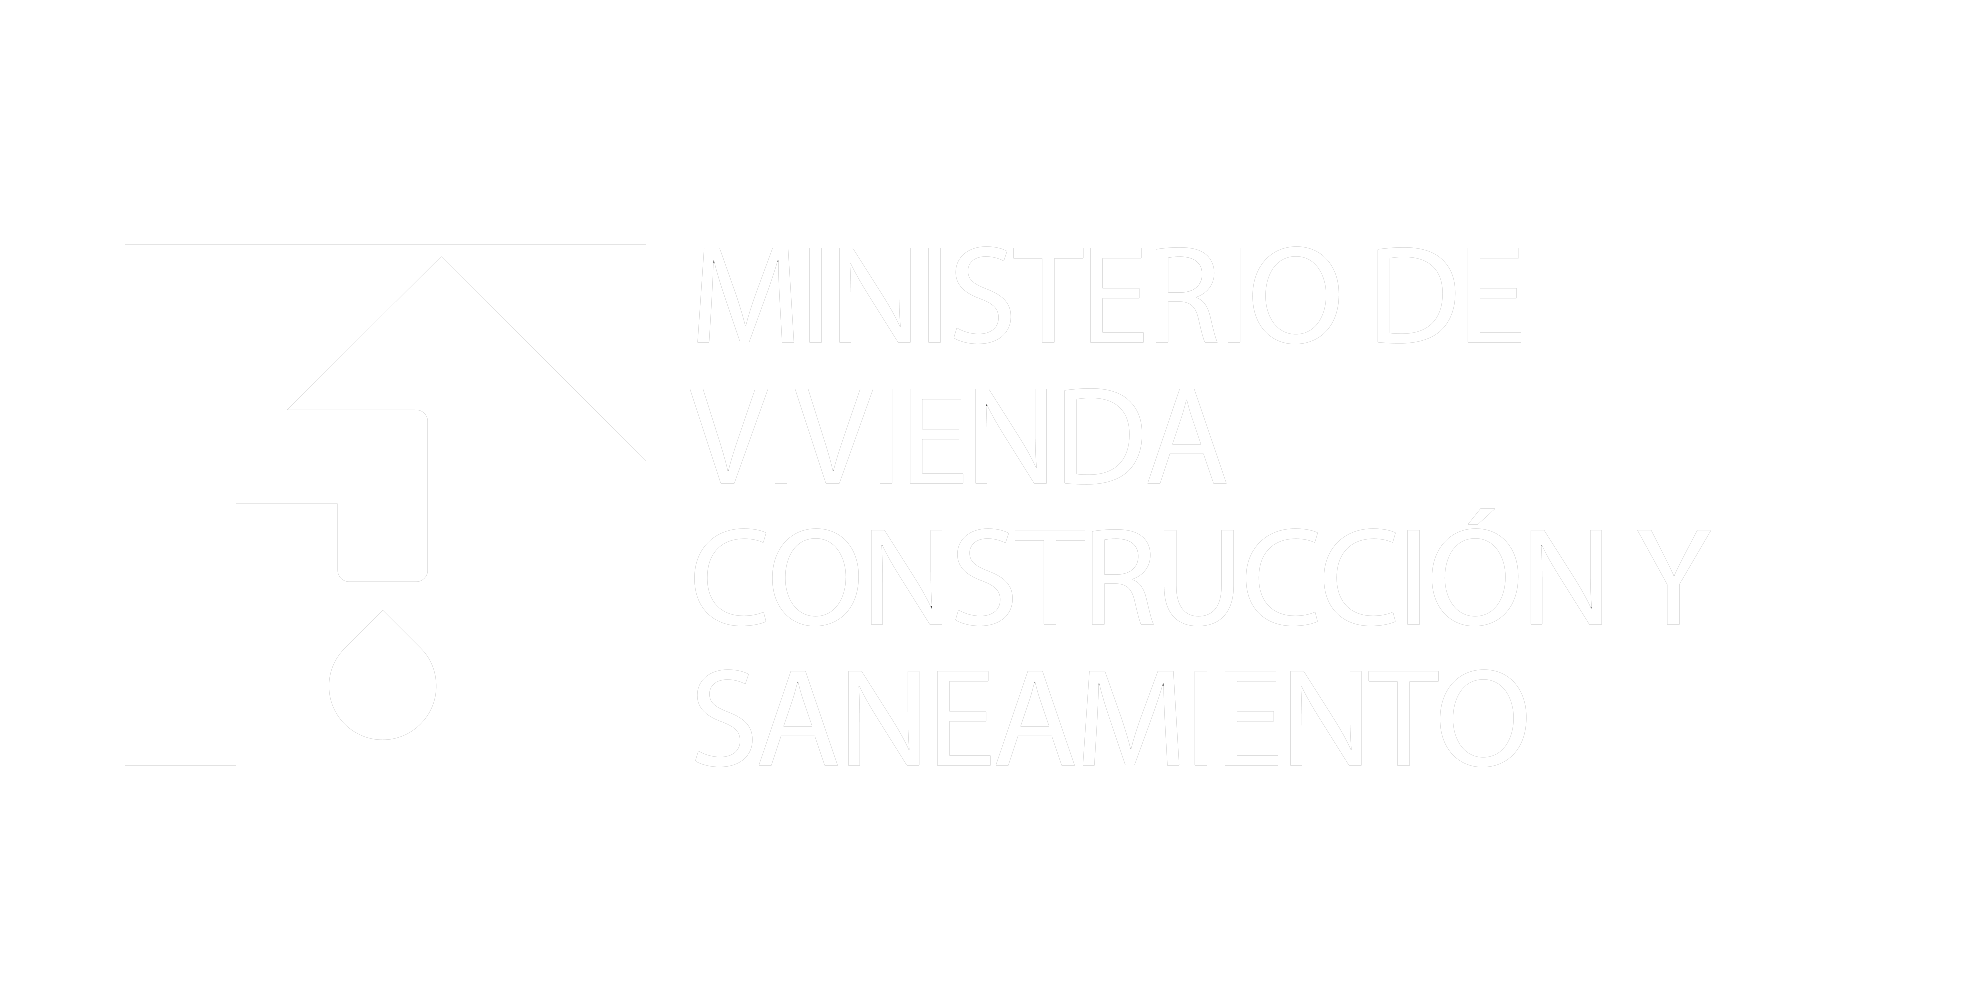 MINISTERIO DE
VIVIENDA
CONSTRUCCIÓN Y
SANEAMIENTO